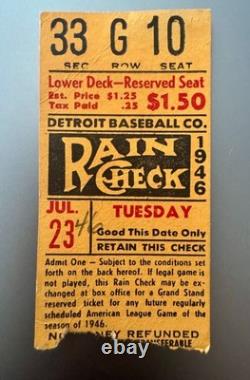 33 G 10
SEC ROW SEAT
Lower Deck—Reserved Seat
Est. Price $1.25
Tax Paid .25
$1.50
DETROIT BASEBALL CO.
RAIN
CHECK
1946
JUL. TUESDAY
23 46
Good This Date Only
RETAIN THIS CHECK
Admit One — Subject to the conditions set
forth on the back hereof. If legal game is
not played, this Rain Check may be
exchanged at box office for a Grand Stand
reserved ticket for any future regularly
scheduled American League Game of the
season of 1946.
REFUNDED